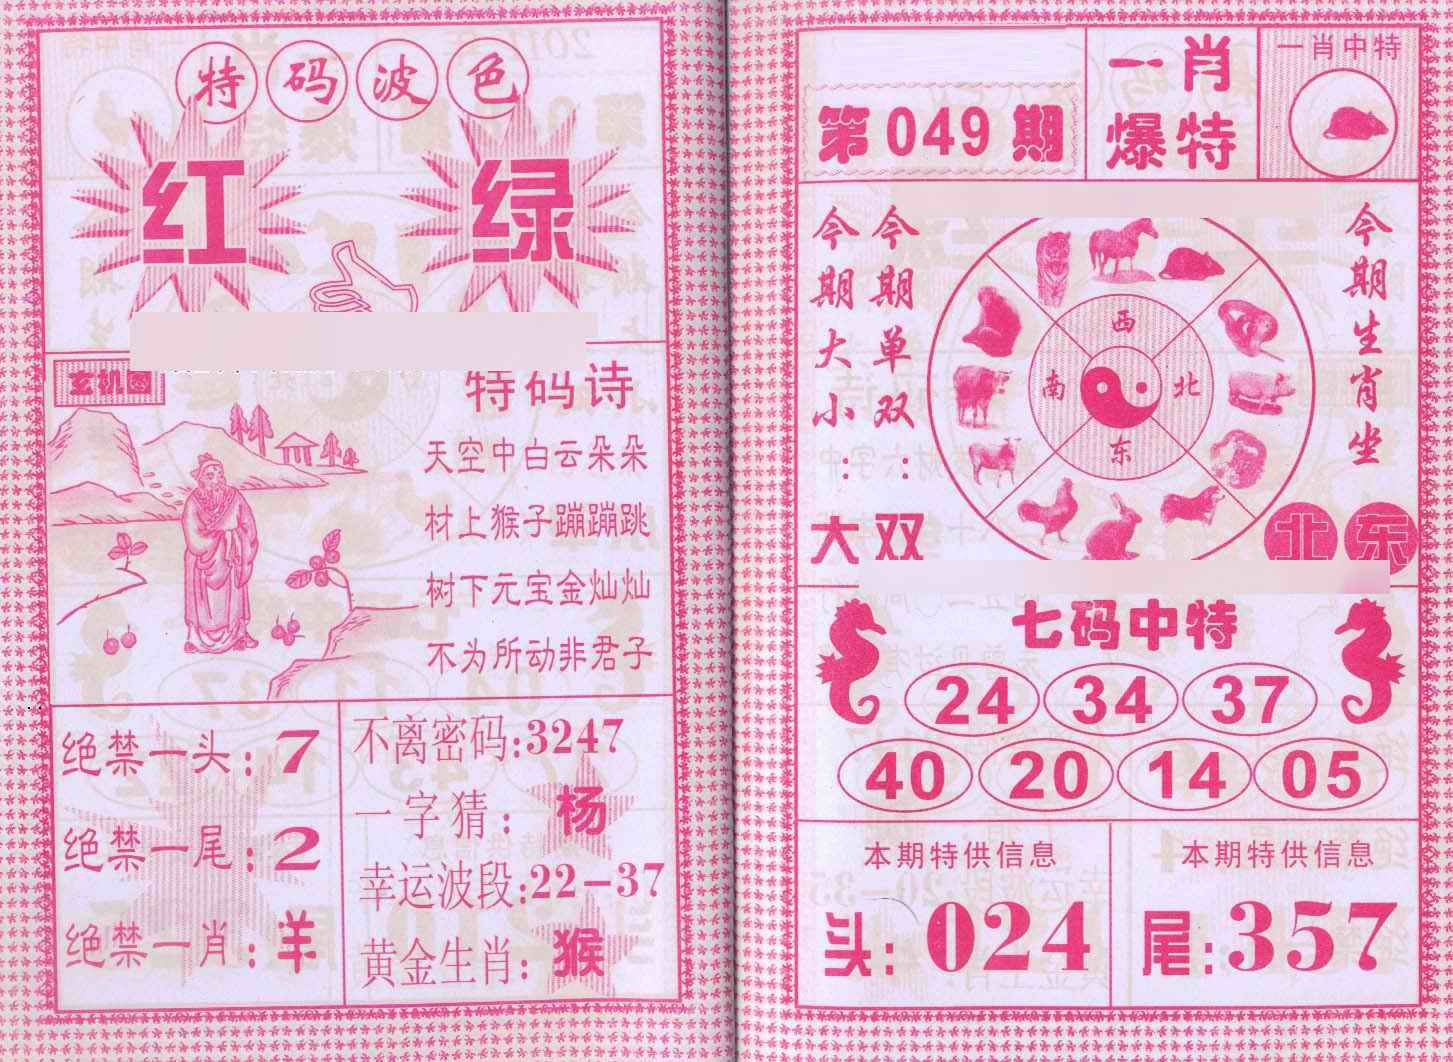 特码波色
红 绿
玄机图
特码诗
天空中白云朵朵
材上猴子蹦蹦跳
树下元宝金灿灿
不为所动非君子
绝禁一头:7
绝禁一尾:2
绝禁一肖:羊
不离密码:3247
一字猜:杨
幸运波段:22-37
黄金生肖:猴
第049期
一肖
爆特
一肖中特
今期大小:大
今期单双:双
西
南 北
东
今期生肖坐
北 东
七码中特
24 34 37
40 20 14 05
本期特供信息
头:024
本期特供信息
尾:357